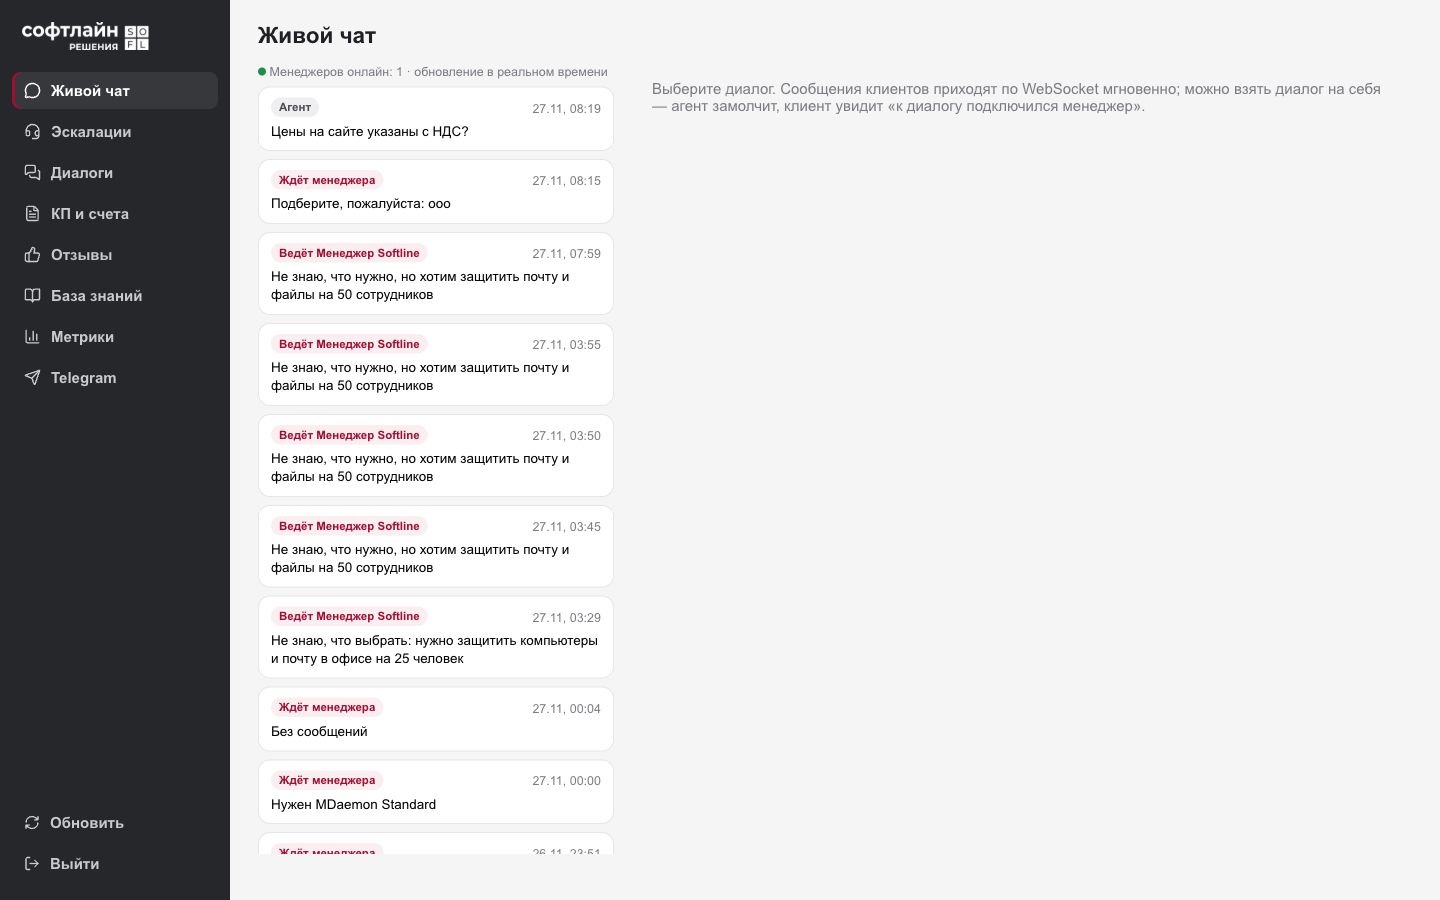 софтлайн
РЕШЕНИЯ
SO
FL
Живой чат
Эскалации
Диалоги
КП и счета
Отзывы
База знаний
Метрики
Telegram
Обновить
Выйти
Живой чат
Менеджеров онлайн: 1 · обновление в реальном времени
Агент 27.11, 08:19
Цены на сайте указаны с НДС?
Ждёт менеджера 27.11, 08:15
Подберите, пожалуйста: ооо
Ведёт Менеджер Softline 27.11, 07:59
Не знаю, что нужно, но хотим защитить почту и
файлы на 50 сотрудников
Ведёт Менеджер Softline 27.11, 03:55
Не знаю, что нужно, но хотим защитить почту и
файлы на 50 сотрудников
Ведёт Менеджер Softline 27.11, 03:50
Не знаю, что нужно, но хотим защитить почту и
файлы на 50 сотрудников
Ведёт Менеджер Softline 27.11, 03:45
Не знаю, что нужно, но хотим защитить почту и
файлы на 50 сотрудников
Ведёт Менеджер Softline 27.11, 03:29
Не знаю, что выбрать: нужно защитить компьютеры
и почту в офисе на 25 человек
Ждёт менеджера 27.11, 00:04
Без сообщений
Ждёт менеджера 27.11, 00:00
Нужен MDaemon Standard
Ждёт менеджера 26.11, 23:51
Выберите диалог. Сообщения клиентов приходят по WebSocket мгновенно; можно взять диалог на себя
— агент замолчит, клиент увидит «к диалогу подключился менеджер».